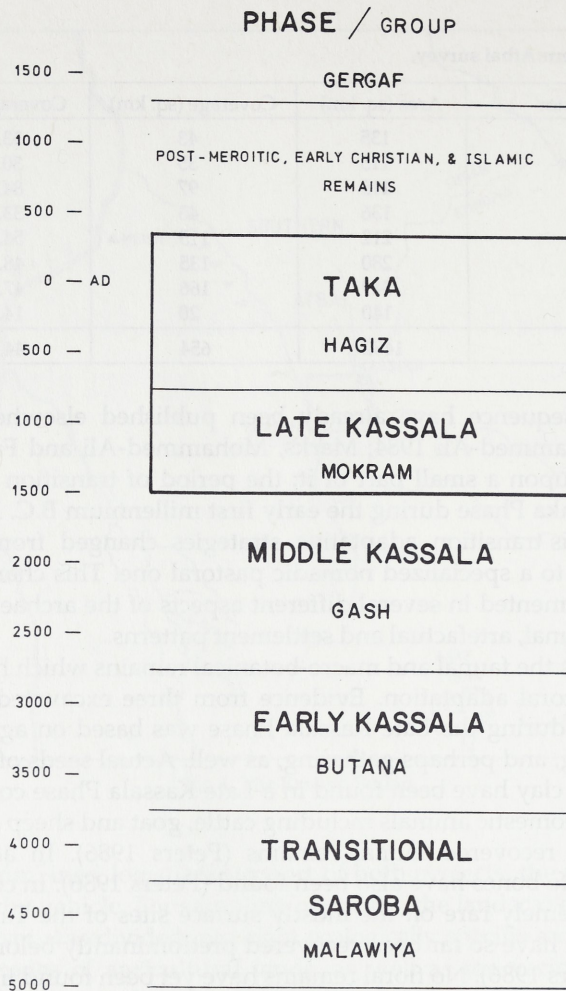 PHASE / GROUP
1500 —
GERGAF
1000 —
POST-MEROITIC, EARLY CHRISTIAN, & ISLAMIC
REMAINS
500 —
0 — AD
TAKA
500 —
HAGIZ
1000 —
LATE KASSALA
MOKRAM
1500 —
MIDDLE KASSALA
2000 —
GASH
2500 —
3000 —
EARLY KASSALA
BUTANA
3500 —
4000 —
TRANSITIONAL
SAROBA
4500 —
MALAWIYA
5000 —